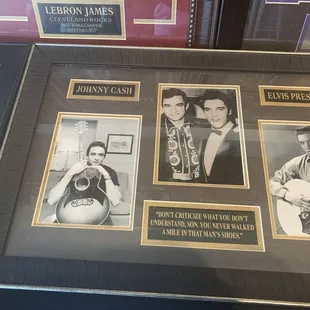 LEBRON JAMES
CLEVELAND ROCKS
JOHNNY CASH
ELVIS PRES
"DON'T CRITICIZE WHAT YOU DON'T
UNDERSTAND, SON. YOU NEVER WALKED
A MILE IN THAT MAN'S SHOES."